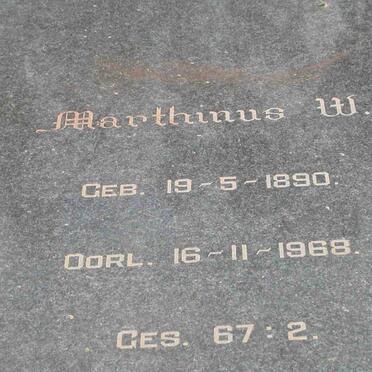 Marthinus W.
GEB. 19-5-1890.
OORL. 16-11-1968.
GES. 67:2.